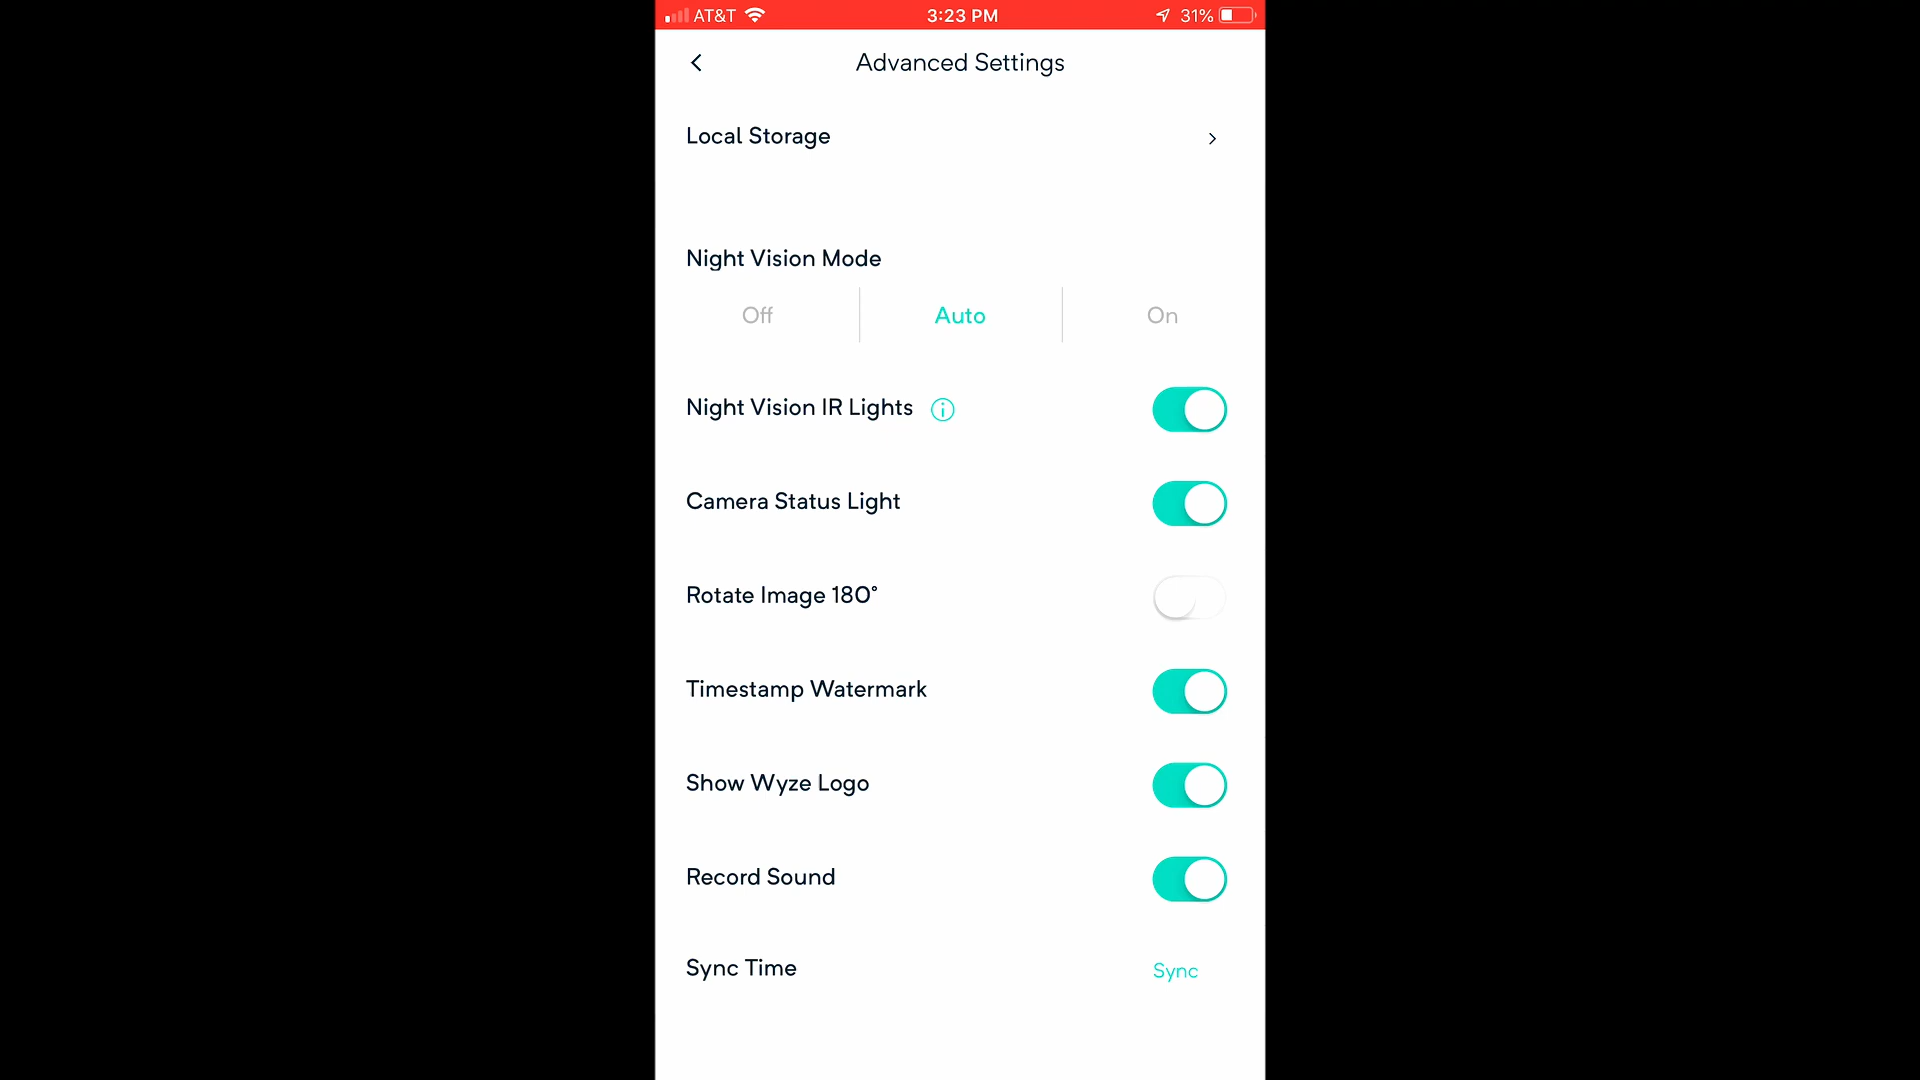 AT&T 3:23 PM 31%
Advanced Settings
Local Storage
Night Vision Mode
Off Auto On
Night Vision IR Lights
Camera Status Light
Rotate Image 180°
Timestamp Watermark
Show Wyze Logo
Record Sound
Sync Time Sync